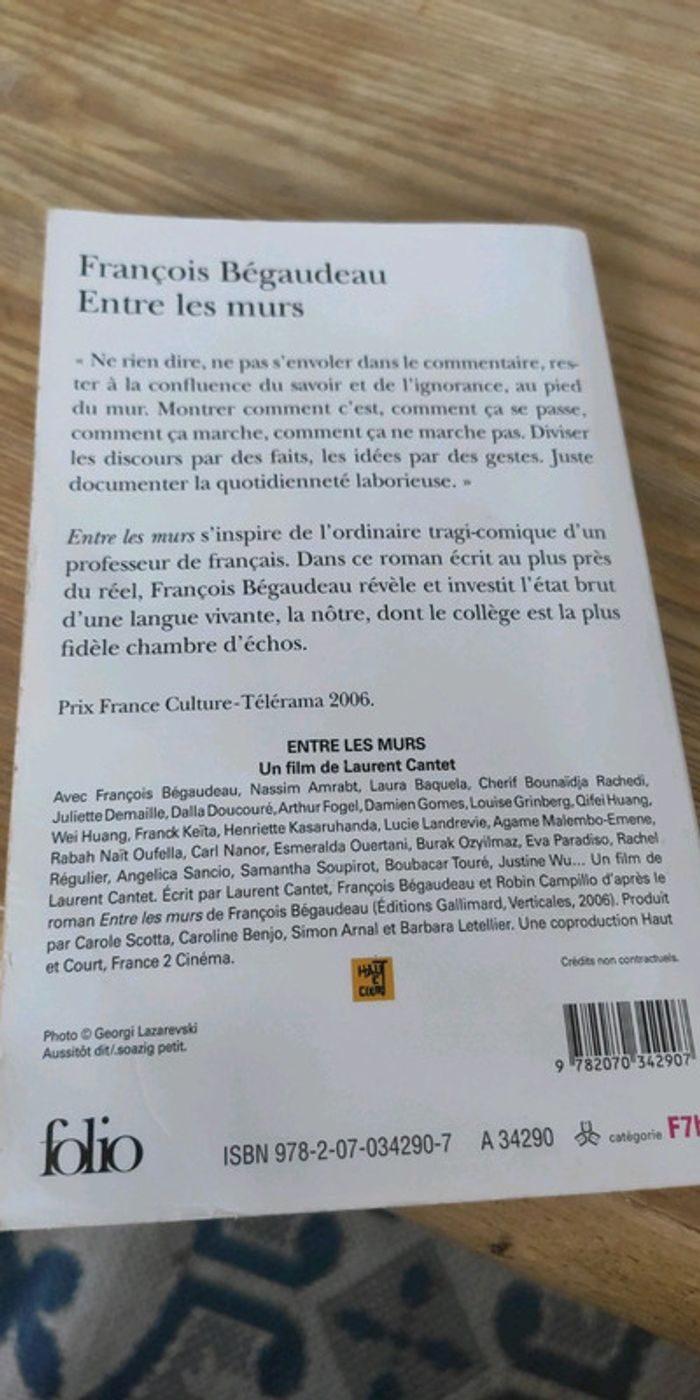 François Bégaudeau
Entre les murs
« Ne rien dire, ne pas s'envoler dans le commentaire, res-
ter à la confluence du savoir et de l'ignorance, au pied
du mur. Montrer comment c'est, comment ça se passe,
comment ça marche, comment ça ne marche pas. Diviser
les discours par des faits, les idées par des gestes. Juste
documenter la quotidienneté laborieuse. »
Entre les murs s'inspire de l'ordinaire tragi-comique d'un
professeur de français. Dans ce roman écrit au plus près
du réel, François Bégaudeau révèle et investit l'état brut
d'une langue vivante, la nôtre, dont le collège est la plus
fidèle chambre d'échos.
Prix France Culture-Télérama 2006.
ENTRE LES MURS
Un film de Laurent Cantet
Avec François Bégaudeau, Nassim Amrabt, Laura Baquela, Cherif Bounaïdja Rachedi,
Juliette Demaille, Dalla Doucouré, Arthur Fogel, Damien Gomes, Louise Grinberg, Qifei Huang,
Wei Huang, Franck Keïta, Henriette Kasaruhanda, Lucie Landrevie, Agame Malembo-Emene,
Rabah Naït Oufella, Carl Nanor, Esmeralda Ouertani, Burak Ozyilmaz, Eva Paradiso, Rachel
Régulier, Angelica Sancio, Samantha Soupirot, Boubacar Touré, Justine Wu... Un film de
Laurent Cantet. Écrit par Laurent Cantet, François Bégaudeau et Robin Campillo d'après le
roman Entre les murs de François Bégaudeau (Éditions Gallimard, Verticales, 2006). Produit
par Carole Scotta, Caroline Benjo, Simon Arnal et Barbara Letellier. Une coproduction Haut
et Court, France 2 Cinéma.
HAUT
ET
COURT
Crédits non contractuels.
Photo © Georgi Lazarevski
Aussitôt dit/.soazig petit.
9 782070 342907
folio
ISBN 978-2-07-034290-7 A 34290 catégorie